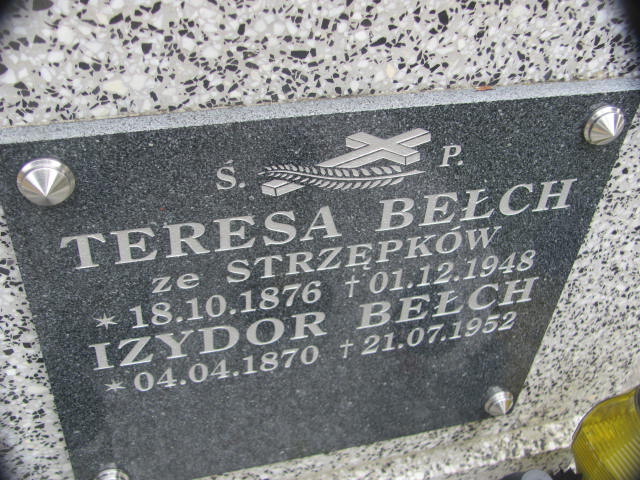 Ś. P.
TERESA BEŁCH
ze STRZĘPKÓW
* 18.10.1876 † 01.12.1948
IZYDOR BEŁCH
* 04.04.1870 † 21.07.1952